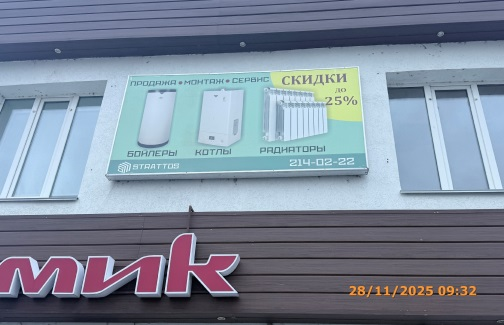 ПРОДАЖА • МОНТАЖ • СЕРВИС
СКИДКИ
ДО
25%
БОЙЛЕРЫ КОТЛЫ РАДИАТОРЫ
STRATTOS 214-02-22
мик
28/11/2025 09:32